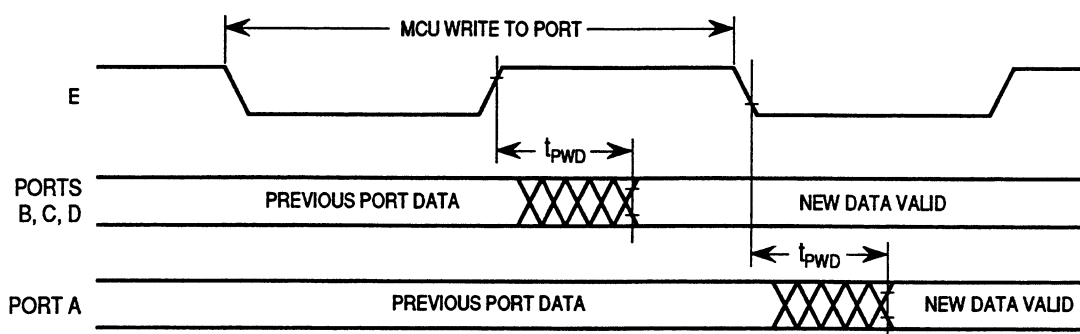 MCU WRITE TO PORT
E
tPWD
PORTS
B, C, D
PREVIOUS PORT DATA
NEW DATA VALID
tPWD
PORT A
PREVIOUS PORT DATA
NEW DATA VALID